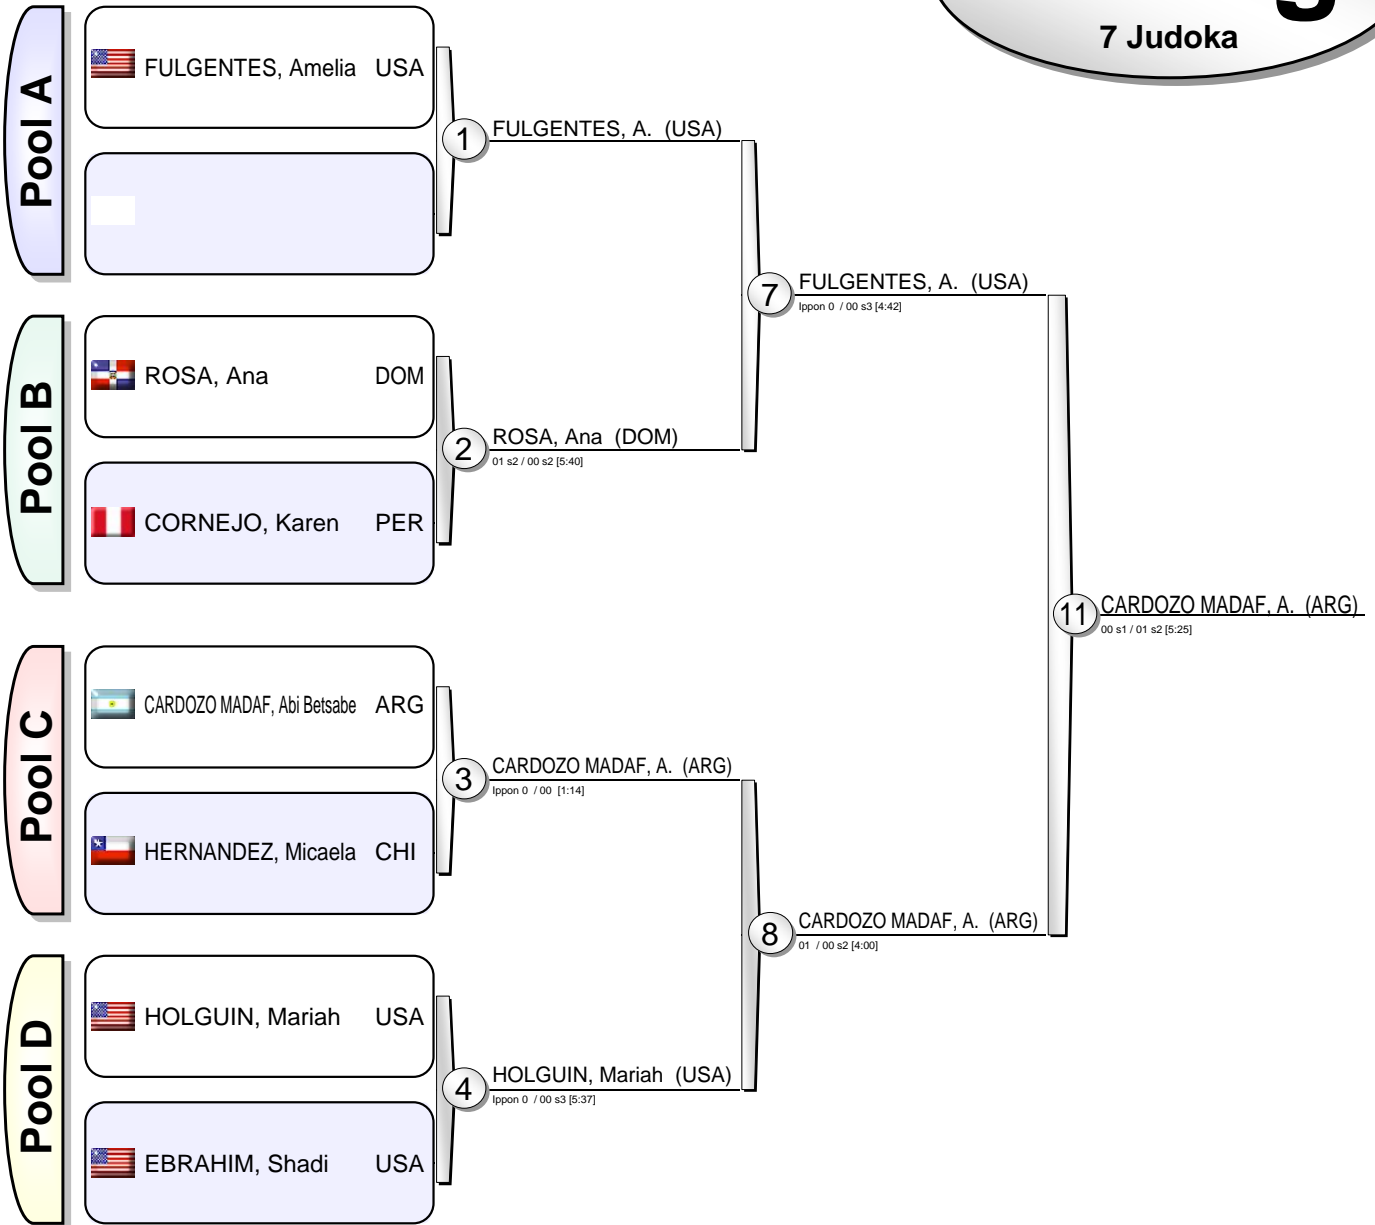 7 Judoka
Pool A
FULGENTES, Amelia USA
1 FULGENTES, A. (USA)
7 FULGENTES, A. (USA)
Ippon 0 / 00 s3 [4:42]
Pool B
ROSA, Ana DOM
2 ROSA, Ana (DOM)
01 s2 / 00 s2 [5:40]
CORNEJO, Karen PER
11 CARDOZO MADAF, A. (ARG)
00 s1 / 01 s2 [5:25]
Pool C
CARDOZO MADAF, Abi Betsabe ARG
3 CARDOZO MADAF, A. (ARG)
Ippon 0 / 00 [1:14]
HERNANDEZ, Micaela CHI
8 CARDOZO MADAF, A. (ARG)
01 / 00 s2 [4:00]
Pool D
HOLGUIN, Mariah USA
4 HOLGUIN, Mariah (USA)
Ippon 0 / 00 s3 [5:37]
EBRAHIM, Shadi USA